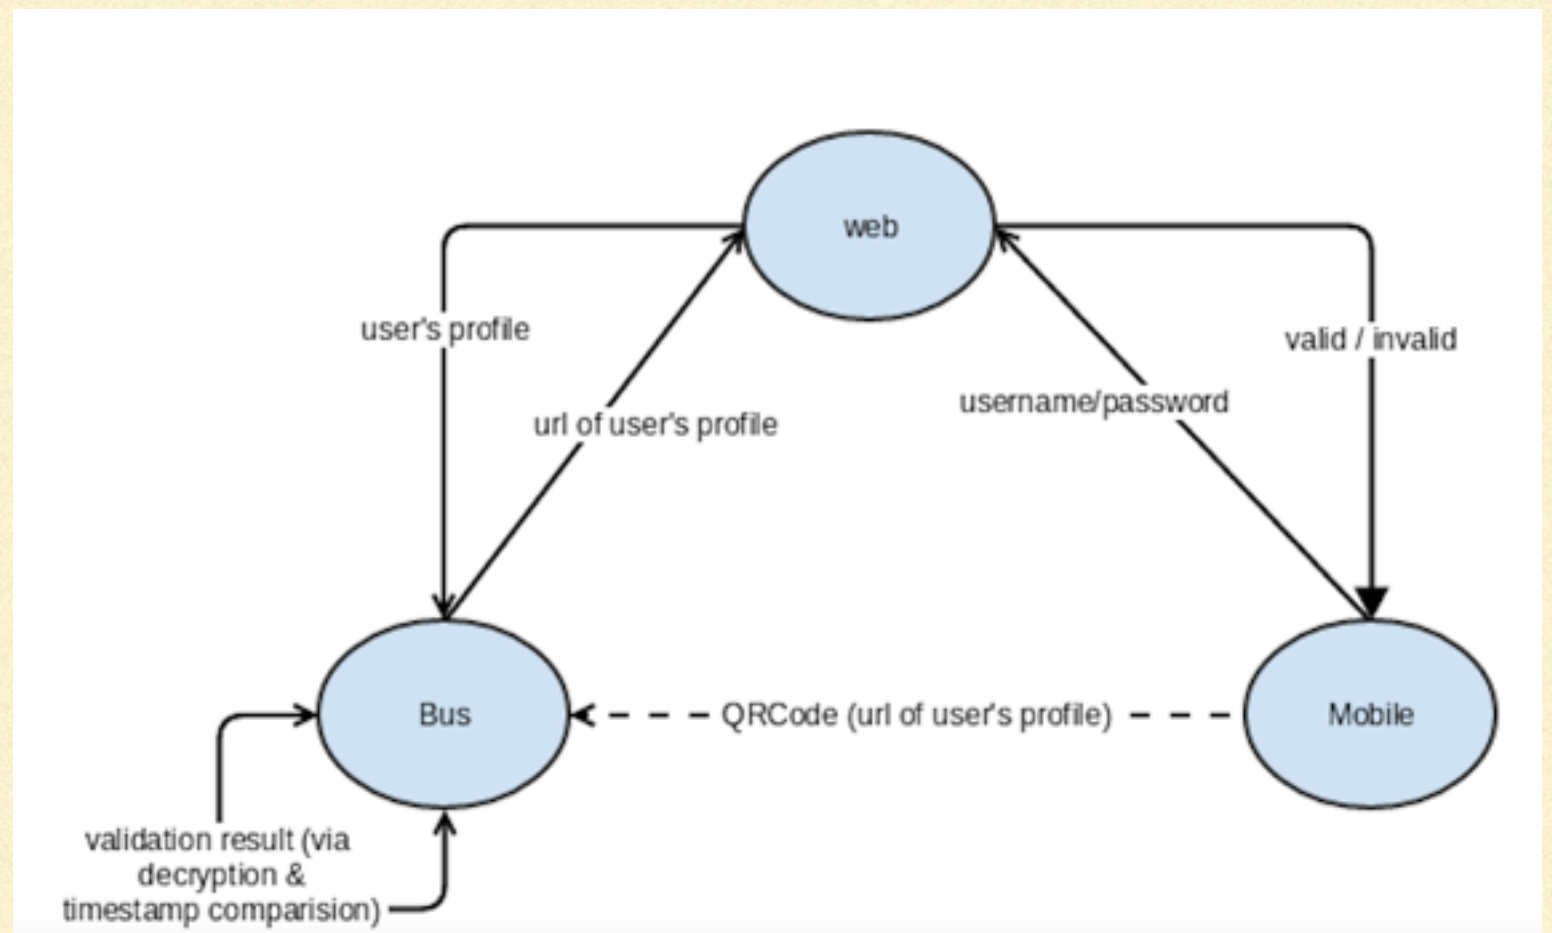 web
user's profile
valid / invalid
username/password
url of user's profile
Bus
QRCode (url of user's profile)
Mobile
validation result (via
decryption &
timestamp comparision)